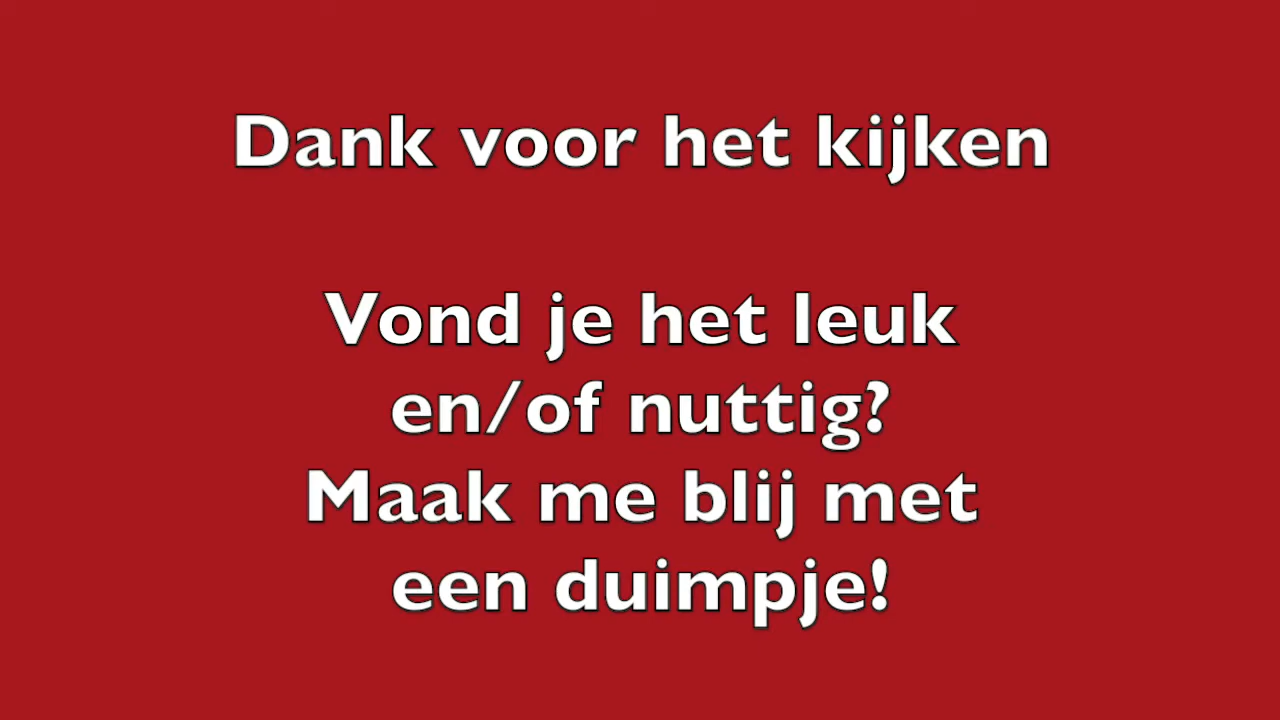 Dank voor het kijken
Vond je het leuk
en/of nuttig?
Maak me blij met
een duimpje!